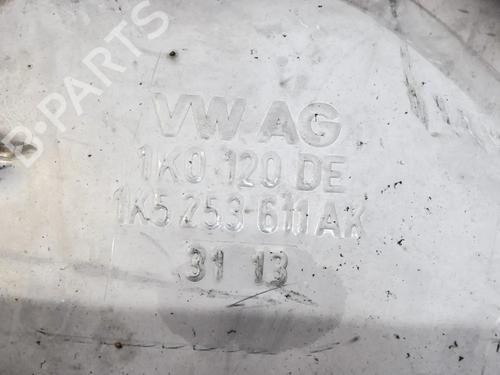 B-PARTS
VW AG
1K0 120 DE
1K5 253 611 AK
31 13